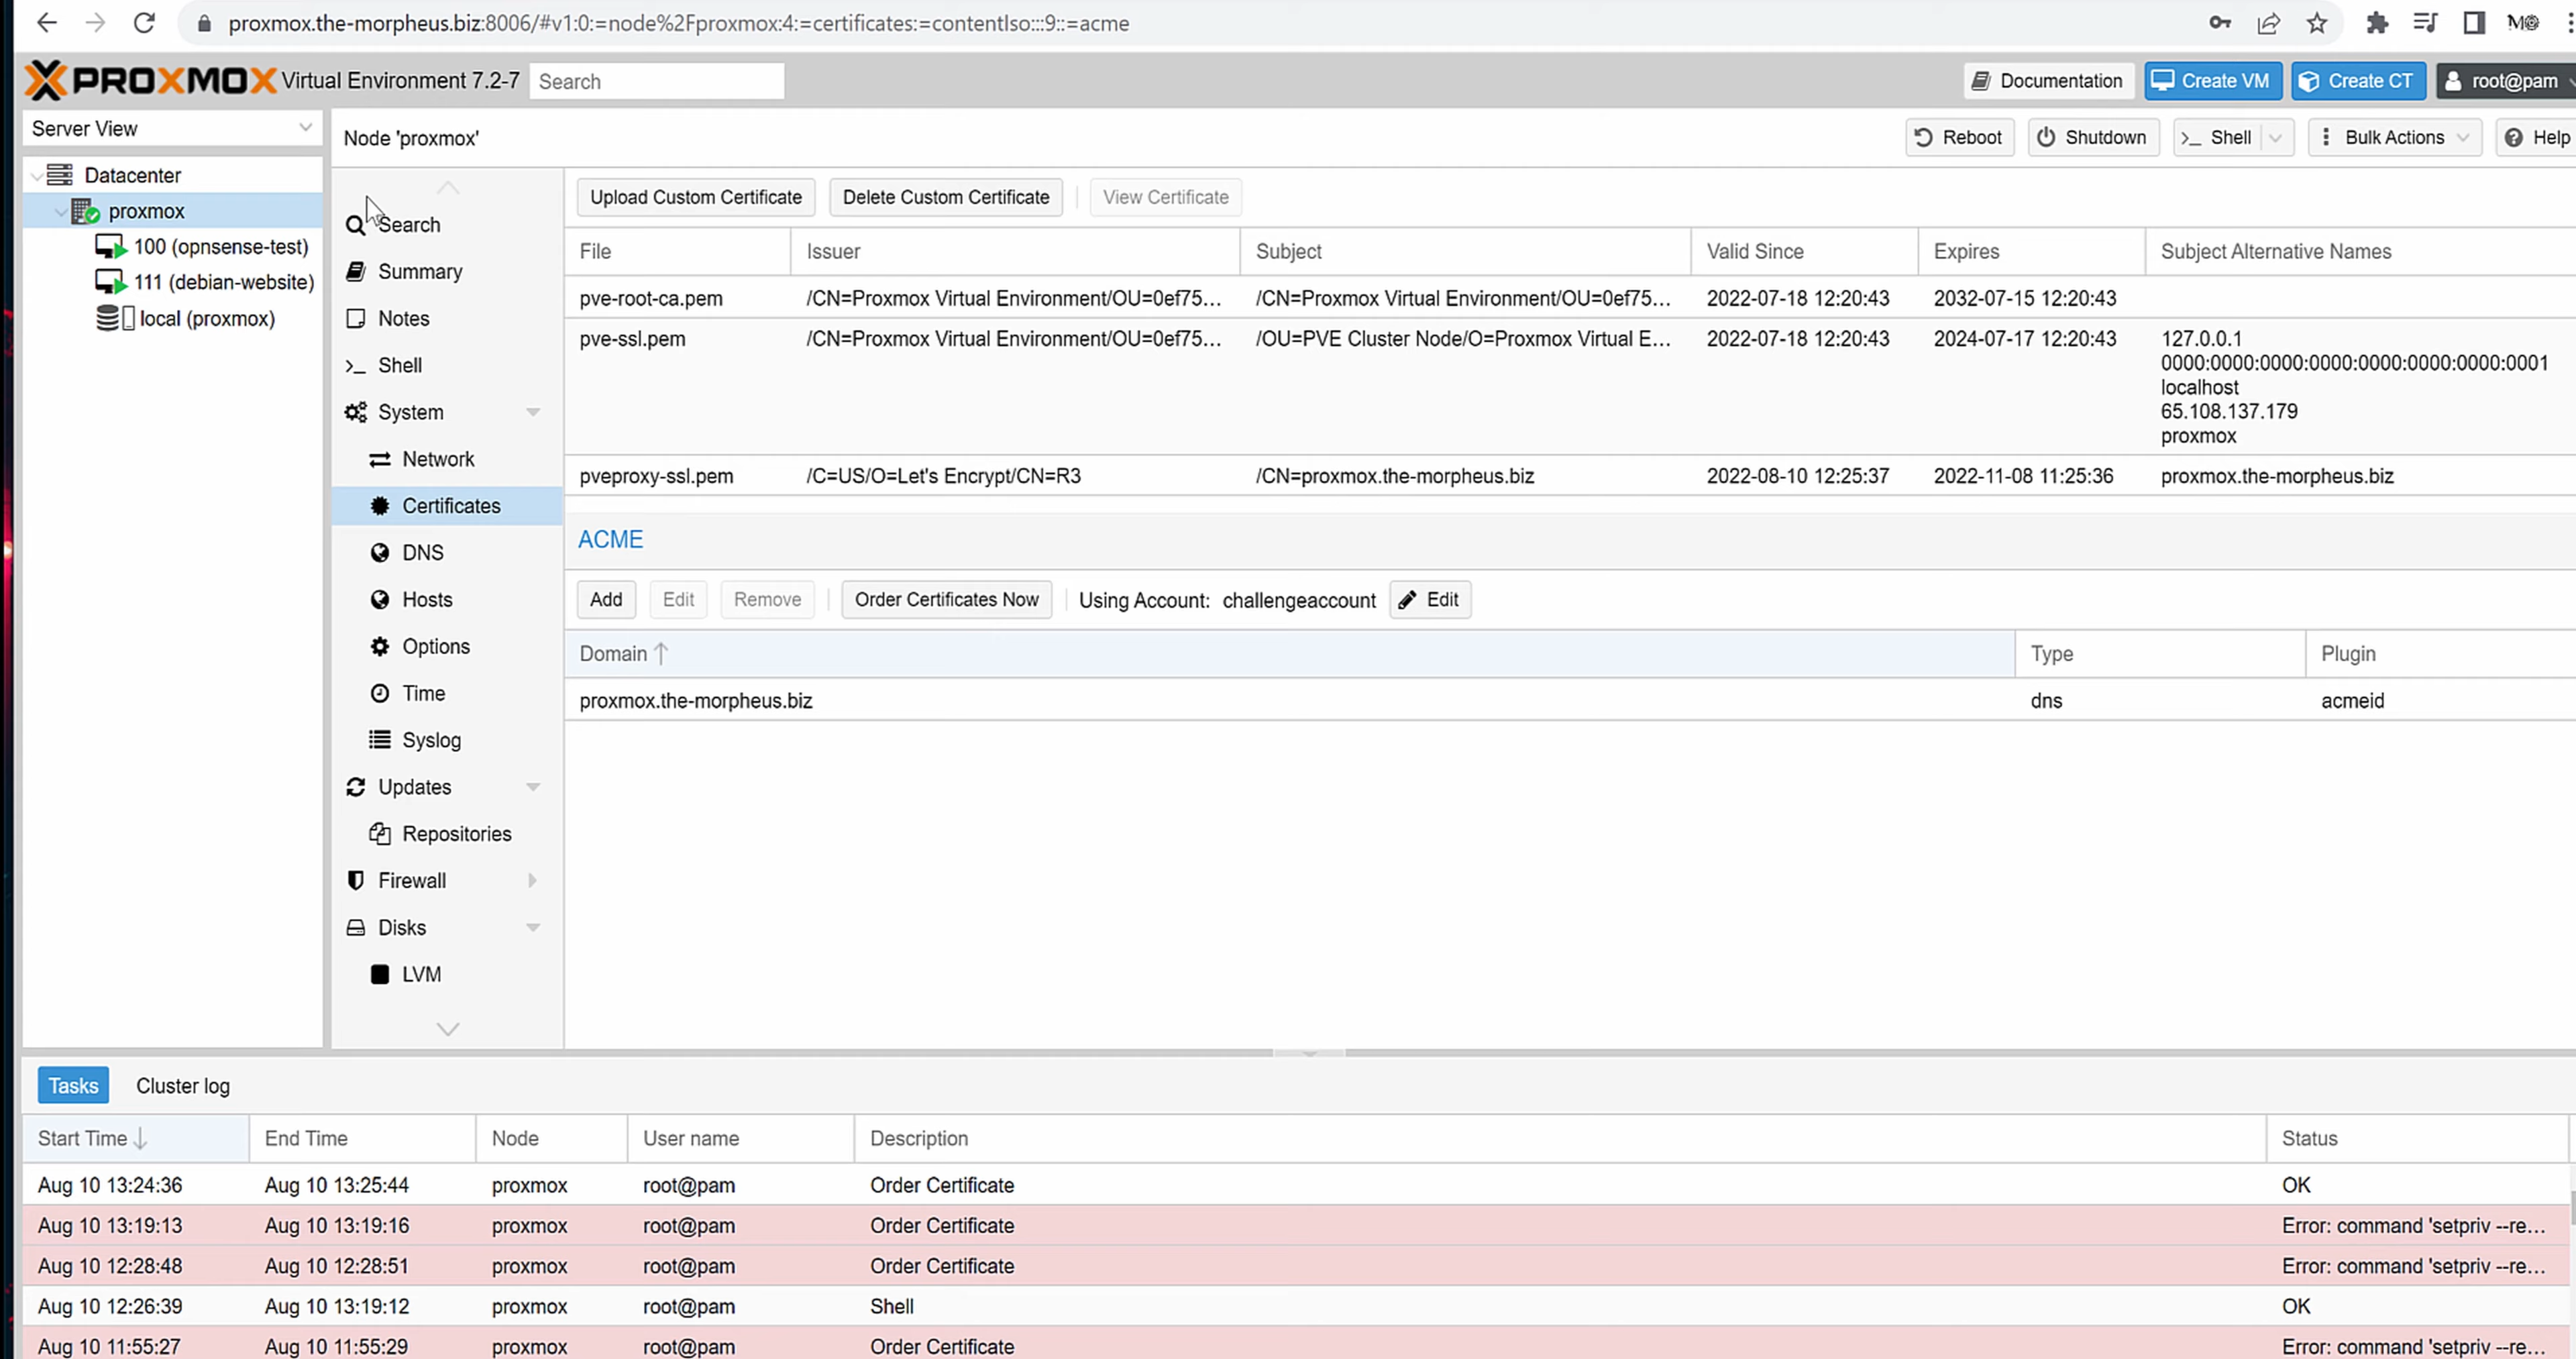 proxmox.the-morpheus.biz:8006/#v1:0:=node%2Fproxmox:4:=certificates:=contentIso:::9::=acme
PROXMOX Virtual Environment 7.2-7 Search Documentation Create VM Create CT root@pam
Server View
Node 'proxmox' Reboot Shutdown Shell Bulk Actions Help
Datacenter
proxmox
100 (opnsense-test)
111 (debian-website)
local (proxmox)
Search
Summary
Notes
Shell
System
Network
Certificates
DNS
Hosts
Options
Time
Syslog
Updates
Repositories
Firewall
Disks
LVM
Upload Custom Certificate Delete Custom Certificate View Certificate
File Issuer Subject Valid Since Expires Subject Alternative Names
pve-root-ca.pem /CN=Proxmox Virtual Environment/OU=0ef75... /CN=Proxmox Virtual Environment/OU=0ef75... 2022-07-18 12:20:43 2032-07-15 12:20:43
pve-ssl.pem /CN=Proxmox Virtual Environment/OU=0ef75... /OU=PVE Cluster Node/O=Proxmox Virtual E... 2022-07-18 12:20:43 2024-07-17 12:20:43 127.0.0.1
0000:0000:0000:0000:0000:0000:0000:0001
localhost
65.108.137.179
proxmox
pveproxy-ssl.pem /C=US/O=Let's Encrypt/CN=R3 /CN=proxmox.the-morpheus.biz 2022-08-10 12:25:37 2022-11-08 11:25:36 proxmox.the-morpheus.biz
ACME
Add Edit Remove Order Certificates Now Using Account: challengeaccount Edit
Domain Type Plugin
proxmox.the-morpheus.biz dns acmeid
Tasks Cluster log
Start Time End Time Node User name Description Status
Aug 10 13:24:36 Aug 10 13:25:44 proxmox root@pam Order Certificate OK
Aug 10 13:19:13 Aug 10 13:19:16 proxmox root@pam Order Certificate Error: command 'setpriv --re...
Aug 10 12:28:48 Aug 10 12:28:51 proxmox root@pam Order Certificate Error: command 'setpriv --re...
Aug 10 12:26:39 Aug 10 13:19:12 proxmox root@pam Shell OK
Aug 10 11:55:27 Aug 10 11:55:29 proxmox root@pam Order Certificate Error: command 'setpriv --re...